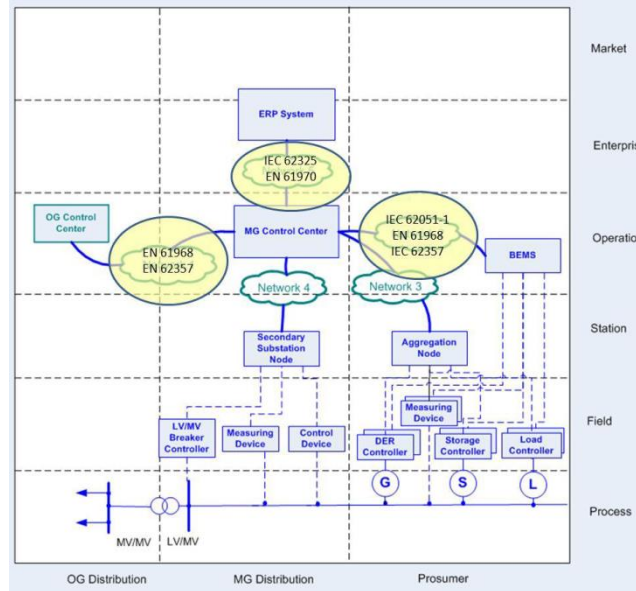 Market
ERP System
Enterpris
IEC 62325
EN 61970
OG Control
Center
MG Control Center
IEC 62051-1
EN 61968
IEC 62357
Operatio
EN 61968
EN 62357
BEMS
Network 4
Network 3
Station
Secondary
Substation
Node
Aggregation
Node
Field
LV/MV
Breaker
Controller
Measuring
Device
Control
Device
Measuring
Device
DER
Controller
Storage
Controller
Load
Controller
G
S
L
Process
MV/MV
LV/MV
OG Distribution
MG Distribution
Prosumer